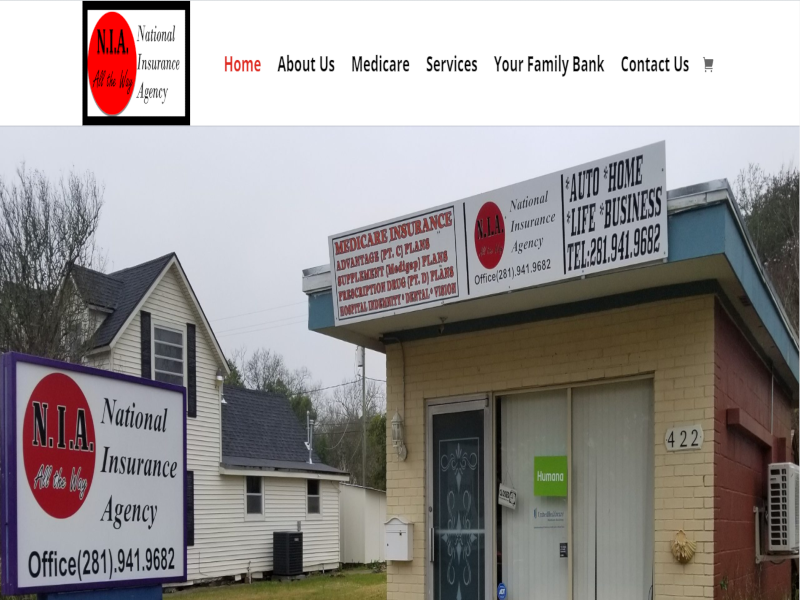 N.I.A.
All the Way
National
Insurance
Agency
Home About Us Medicare Services Your Family Bank Contact Us
MEDICARE INSURANCE
ADVANTAGE (PT. C) PLANS
SUPPLEMENT (Medigap) PLANS
PRESCRIPTION DRUG (PT. D) PLANS
HOSPITAL INDEMNITY * DENTAL * VISION
N.I.A.
National
Insurance
Agency
Office(281).941.9682
*AUTO *HOME
*LIFE *BUSINESS
TEL:281.941.9682
N.I.A.
All the Way
National
Insurance
Agency
Office(281).941.9682
422
Humana
CLOSED
ADT